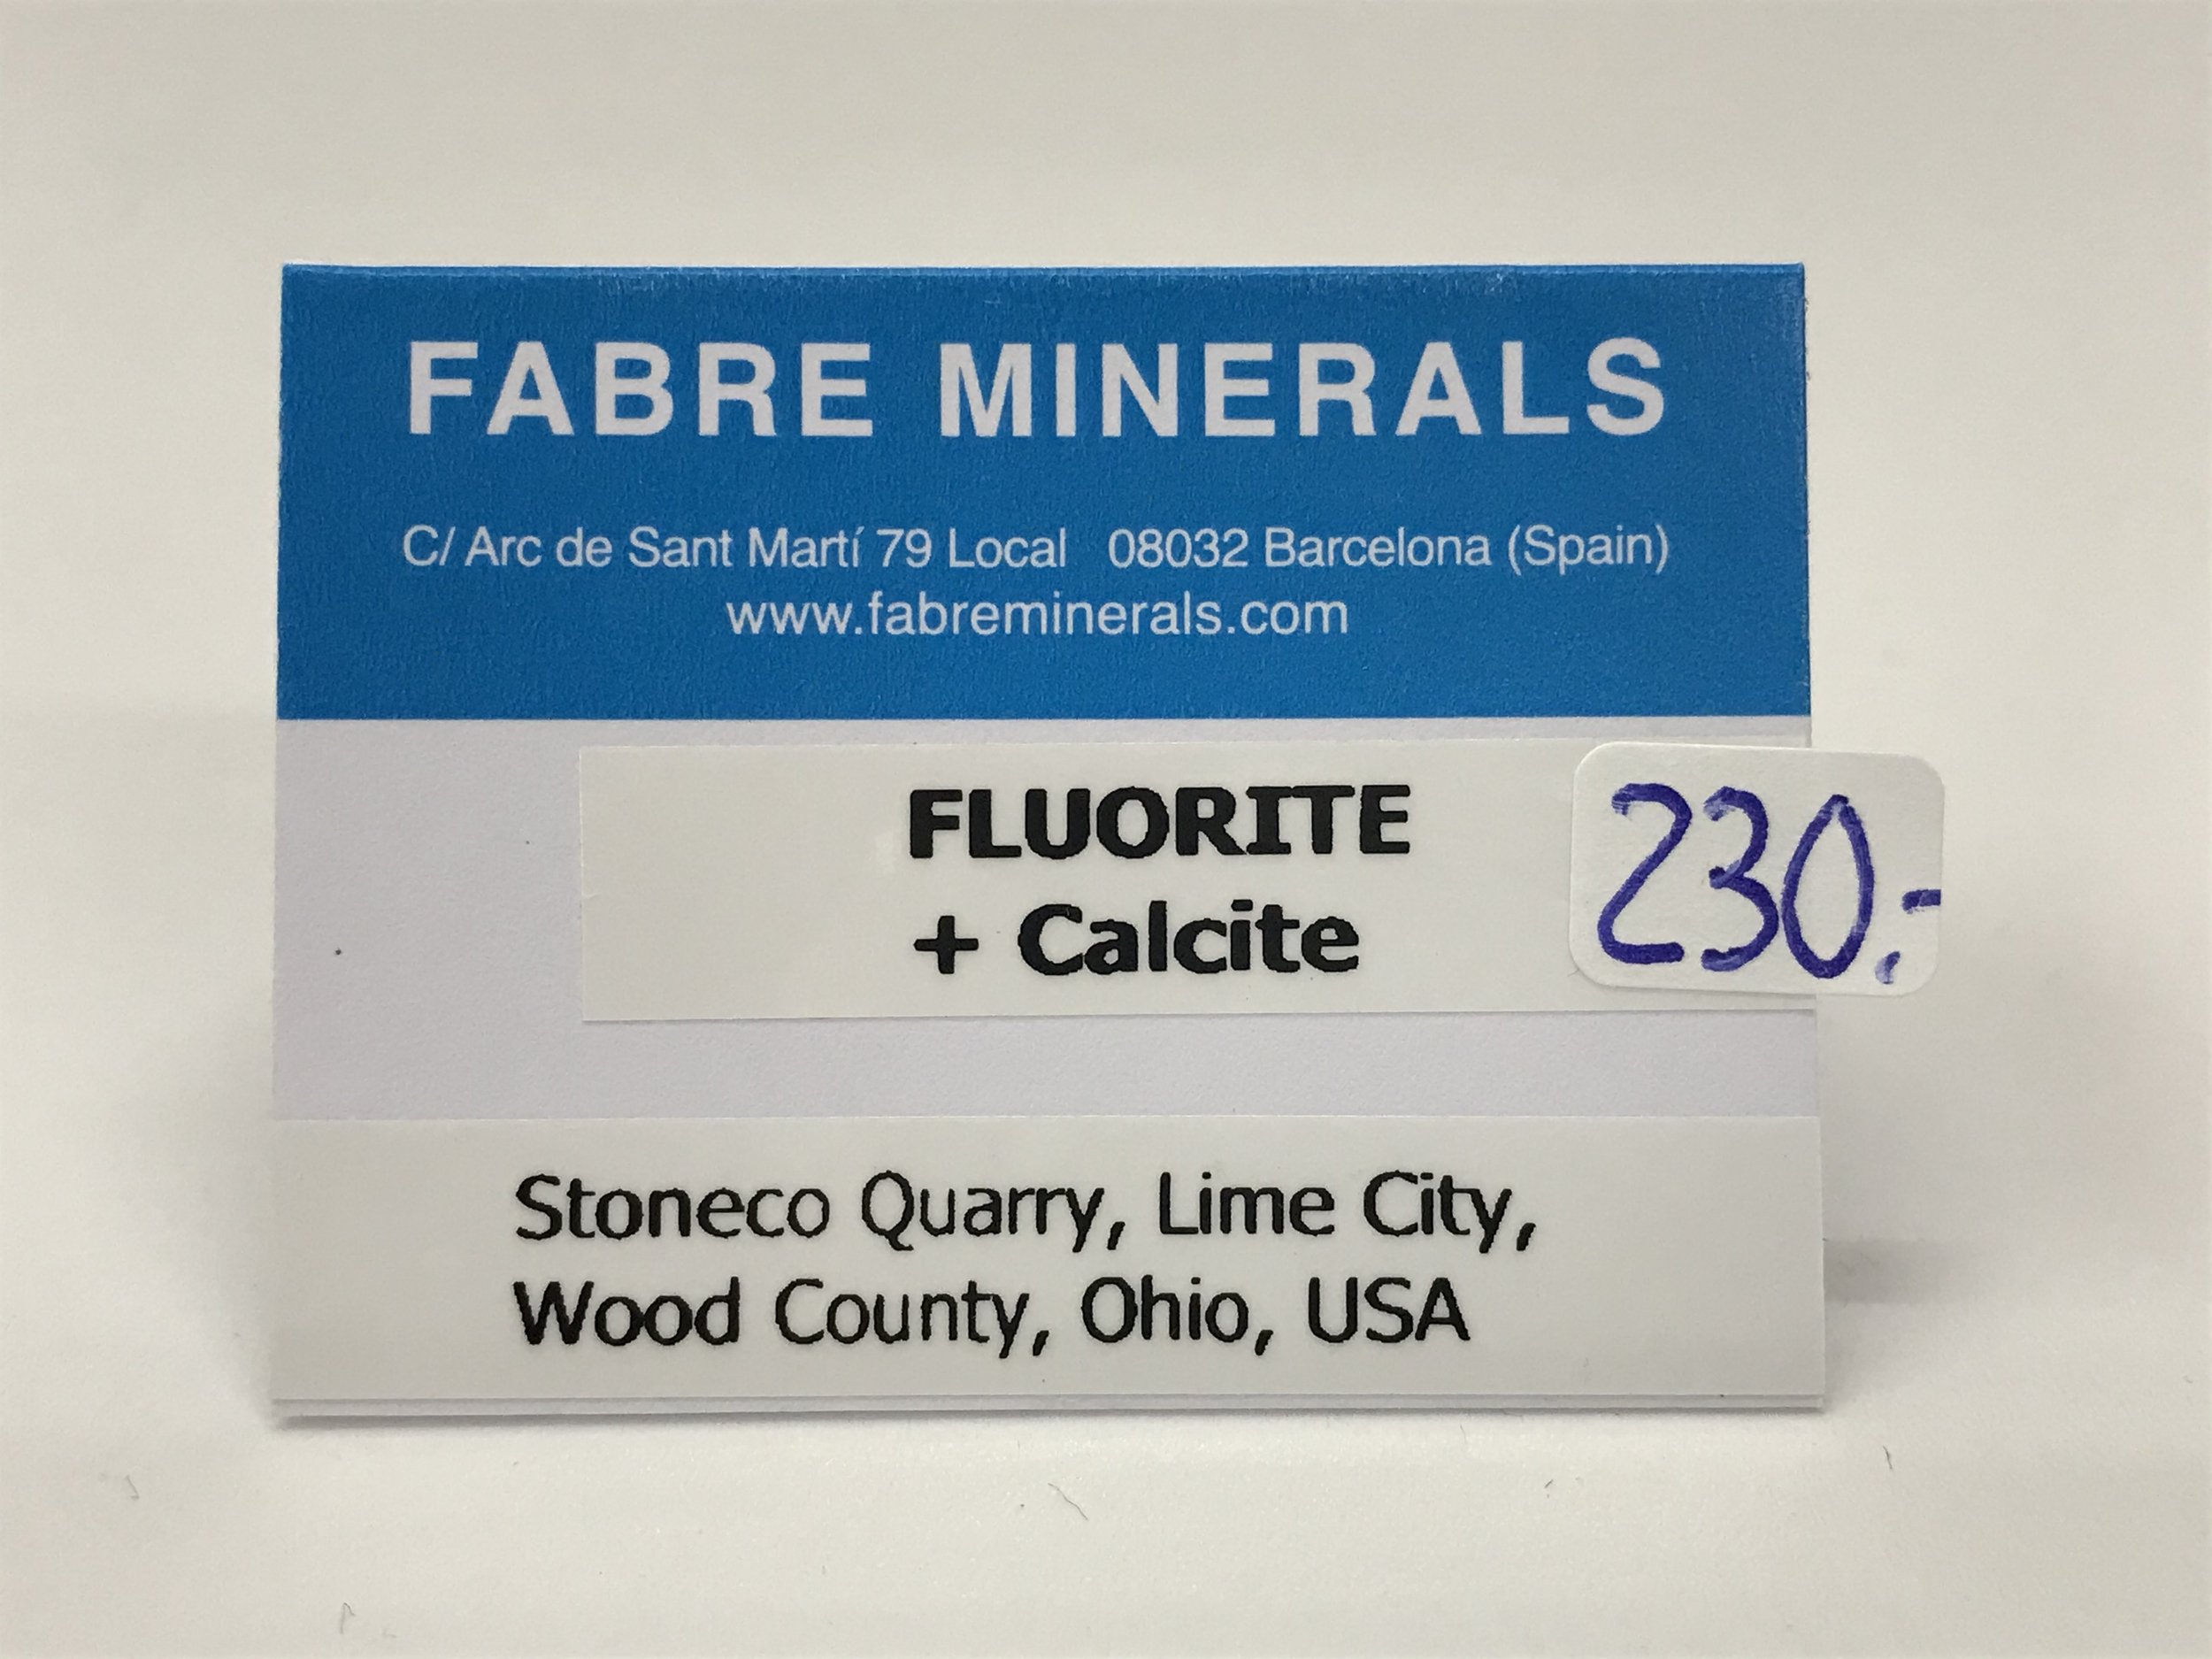 FABRE MINERALS
C/ Arc de Sant Martí 79 Local 08032 Barcelona (Spain)
www.fabreminerals.com
FLUORITE
+ Calcite
230.-
Stoneco Quarry, Lime City,
Wood County, Ohio, USA